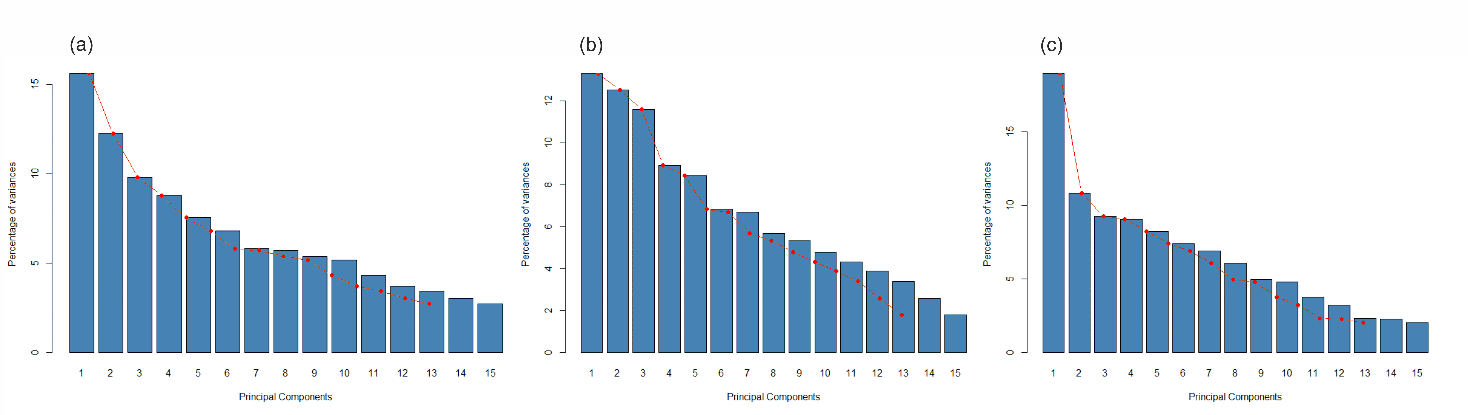 (a) (b) (c)
Percentage of variances
0 5 10 15
1 2 3 4 5 6 7 8 9 10 11 12 13 14 15
Principal Components
Percentage of variances
0 2 4 6 8 10 12
1 2 3 4 5 6 7 8 9 10 11 12 13 14 15
Principal Components
Percentage of variances
0 5 10 15
1 2 3 4 5 6 7 8 9 10 11 12 13 14 15
Principal Components